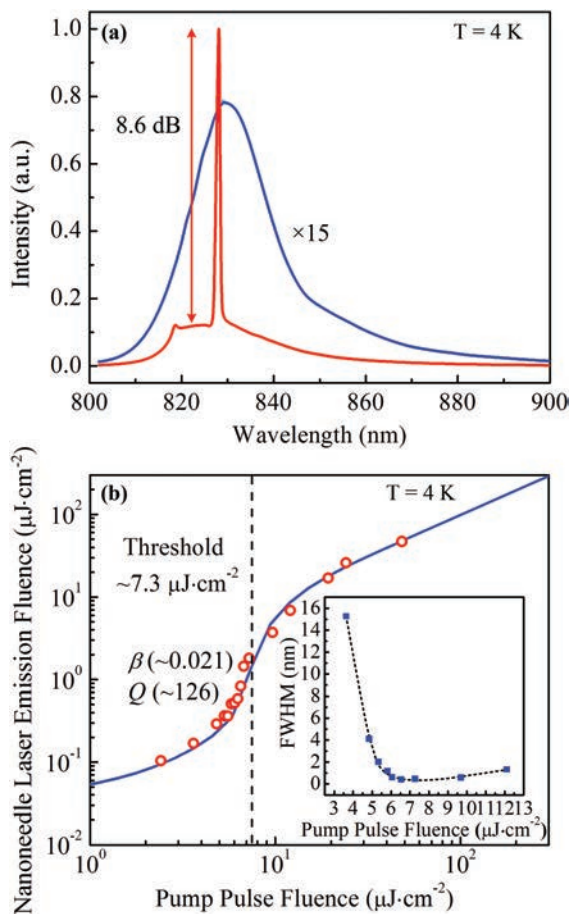 (a)
T = 4 K
8.6 dB
×15
Intensity (a.u.)
1.0
0.8
0.6
0.4
0.2
0.0
800 820 840 860 880 900
Wavelength (nm)
(b)
T = 4 K
Threshold
~7.3 μJ·cm⁻²
β (~0.021)
Q (~126)
Nanoneedle Laser Emission Fluence (μJ·cm⁻²)
10²
10¹
10⁰
10⁻¹
10⁻²
10⁰ 10¹ 10²
Pump Pulse Fluence (μJ·cm⁻²)
FWHM (nm)
16
14
12
10
8
6
4
2
0
3 4 5 6 7 8 9 10 11 12 13
Pump Pulse Fluence (μJ·cm⁻²)